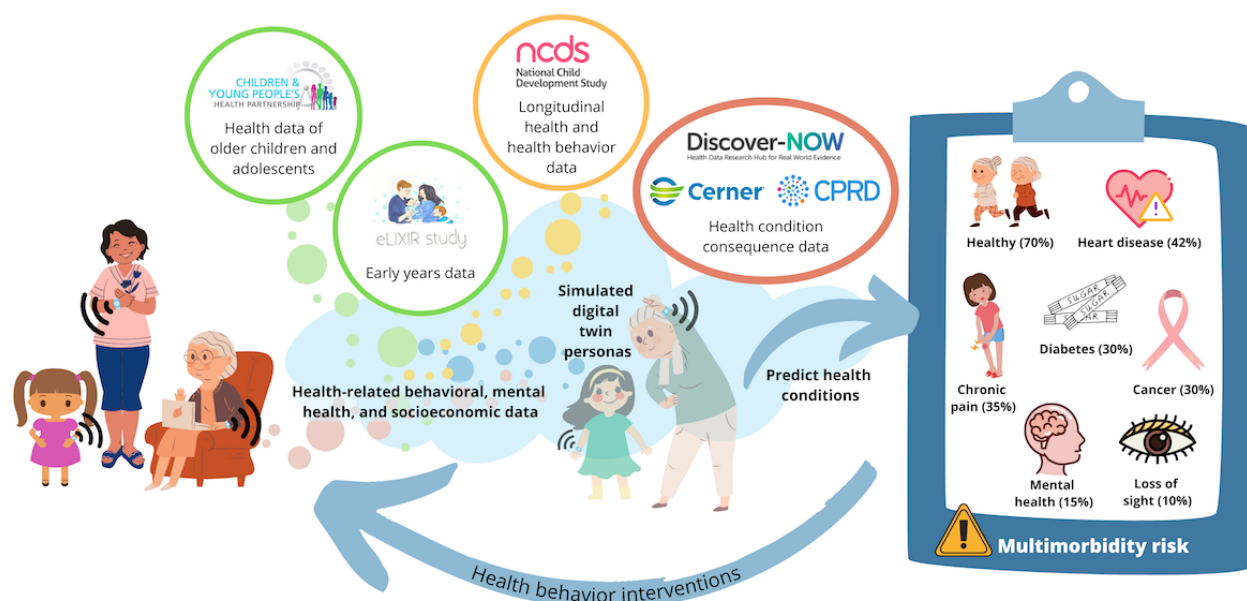 CHILDREN &
YOUNG PEOPLE'S
HEALTH PARTNERSHIP
Health data of
older children and
adolescents
eLIXIR study
Early years data
ncds
National Child
Development Study
Longitudinal
health and
health behavior
data
Discover-NOW
Health Data Research Hub for Real World Evidence
Cerner
CPRD
Health condition
consequence data
Simulated
digital
twin
personas
Health-related behavioral, mental
health, and socioeconomic data
Predict health
conditions
Health behavior interventions
Healthy (70%)
Heart disease (42%)
SUGAR
SUGAR
AR
Diabetes (30%)
Chronic
pain (35%)
Cancer (30%)
Mental
health (15%)
Loss of
sight (10%)
Multimorbidity risk